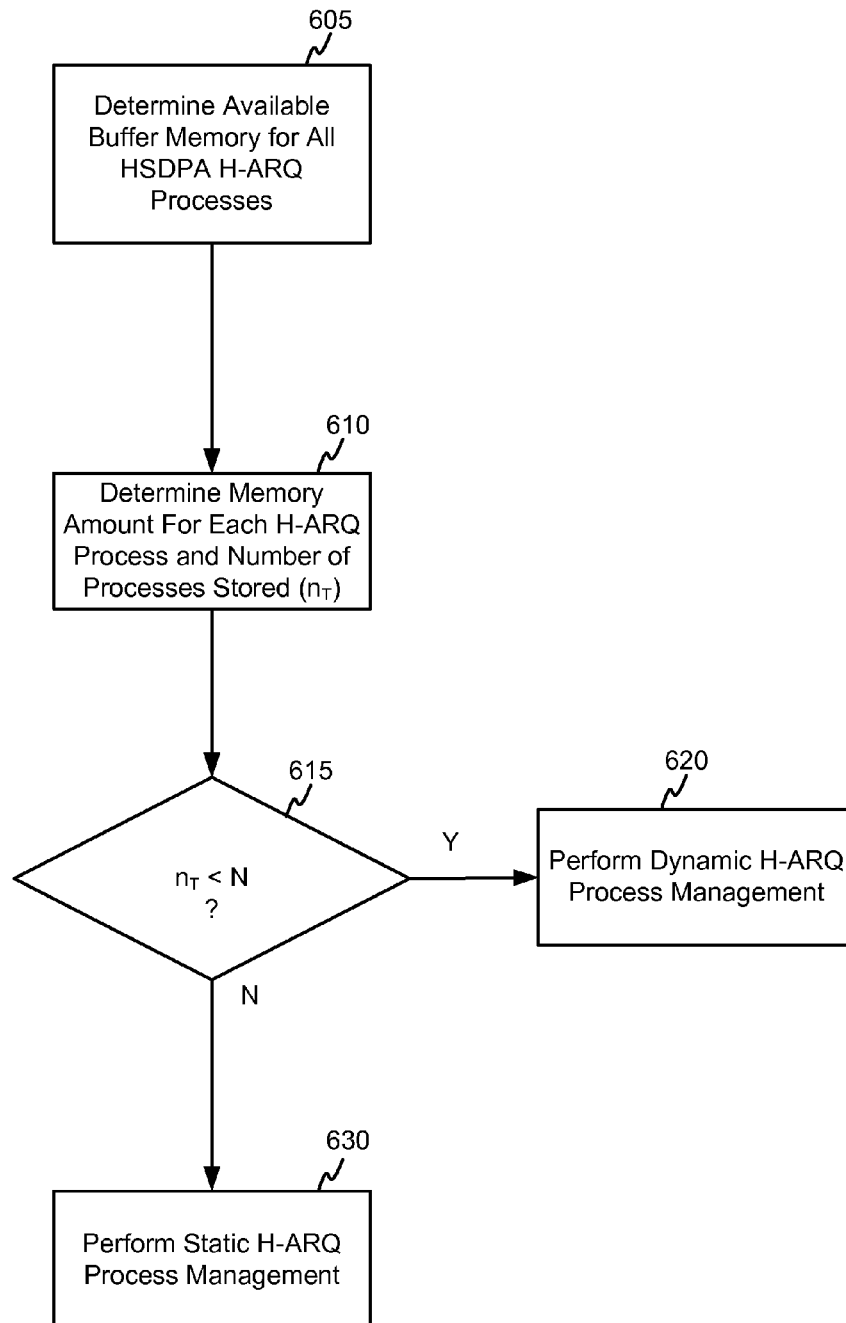 605
Determine Available
Buffer Memory for All
HSDPA H-ARQ
Processes
610
Determine Memory
Amount For Each H-ARQ
Process and Number of
Processes Stored (nT)
615
nT < N
?
Y
N
620
Perform Dynamic H-ARQ
Process Management
630
Perform Static H-ARQ
Process Management